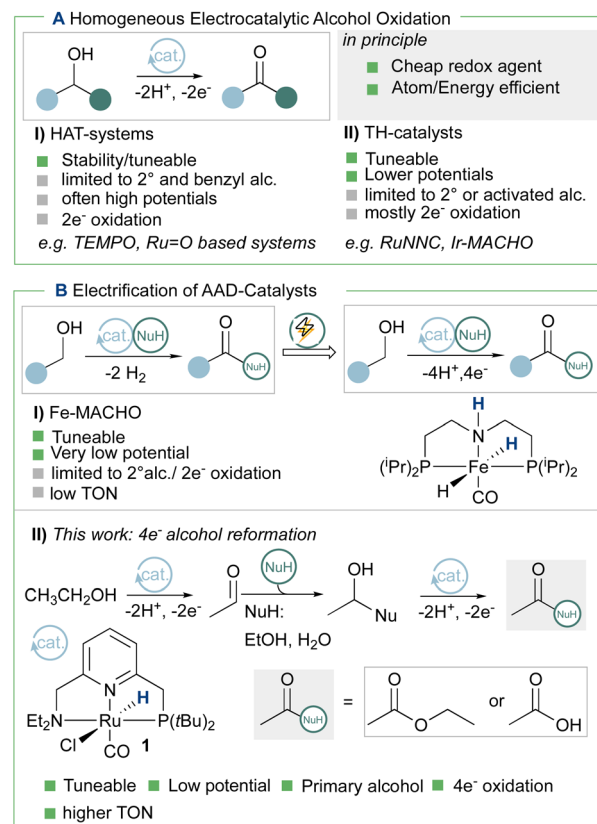 A Homogeneous Electrocatalytic Alcohol Oxidation
OH
cat.
-2H+, -2e-
O
in principle
Cheap redox agent
Atom/Energy efficient
I) HAT-systems
Stability/tuneable
limited to 2° and benzyl alc.
often high potentials
2e- oxidation
e.g. TEMPO, Ru=O based systems
II) TH-catalysts
Tuneable
Lower potentials
limited to 2° or activated alc.
mostly 2e- oxidation
e.g. RuNNC, Ir-MACHO
B Electrification of AAD-Catalysts
OH
cat. NuH
-2 H2
O
NuH
OH
cat. NuH
-4H+,4e-
O
NuH
I) Fe-MACHO
Tuneable
Very low potential
limited to 2°alc./ 2e- oxidation
low TON
H
N
H
(iPr)2P
Fe
P(iPr)2
H
CO
II) This work: 4e- alcohol reformation
CH3CH2OH
cat.
-2H+, -2e-
O
NuH
NuH:
EtOH, H2O
OH
Nu
cat.
-2H+, -2e-
O
NuH
cat.
N
H
Et2N
Ru
P(tBu)2
Cl
CO
1
O
NuH
=
O
O
or
O
OH
Tuneable
Low potential
Primary alcohol
4e- oxidation
higher TON